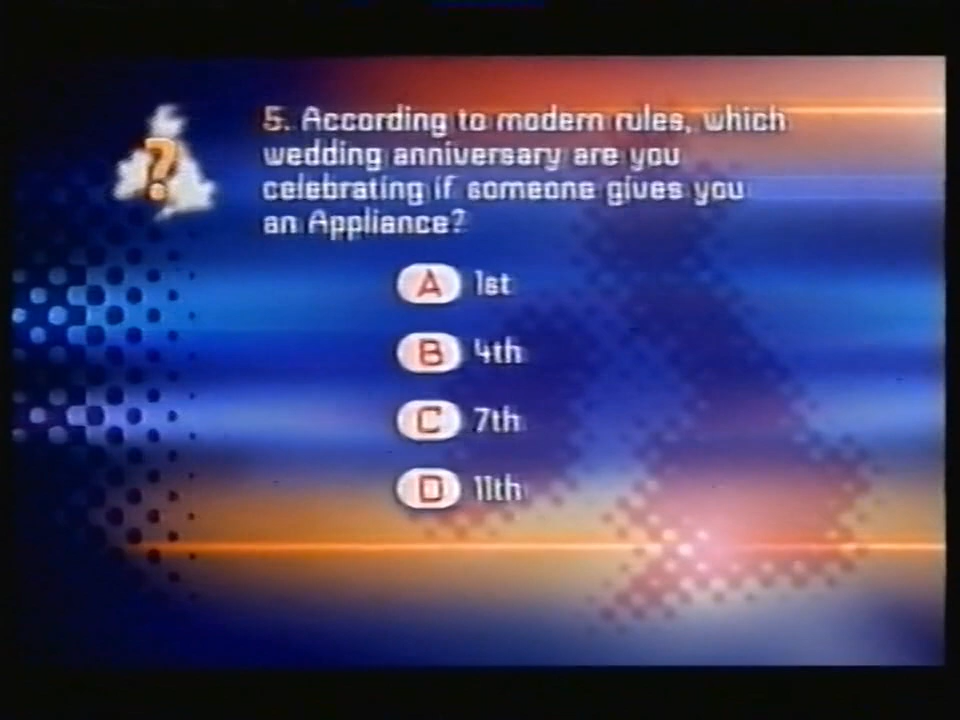 ?
5. According to modern rules, which
wedding anniversary are you
celebrating if someone gives you
an Appliance?
A 1st
B 4th
C 7th
D 11th